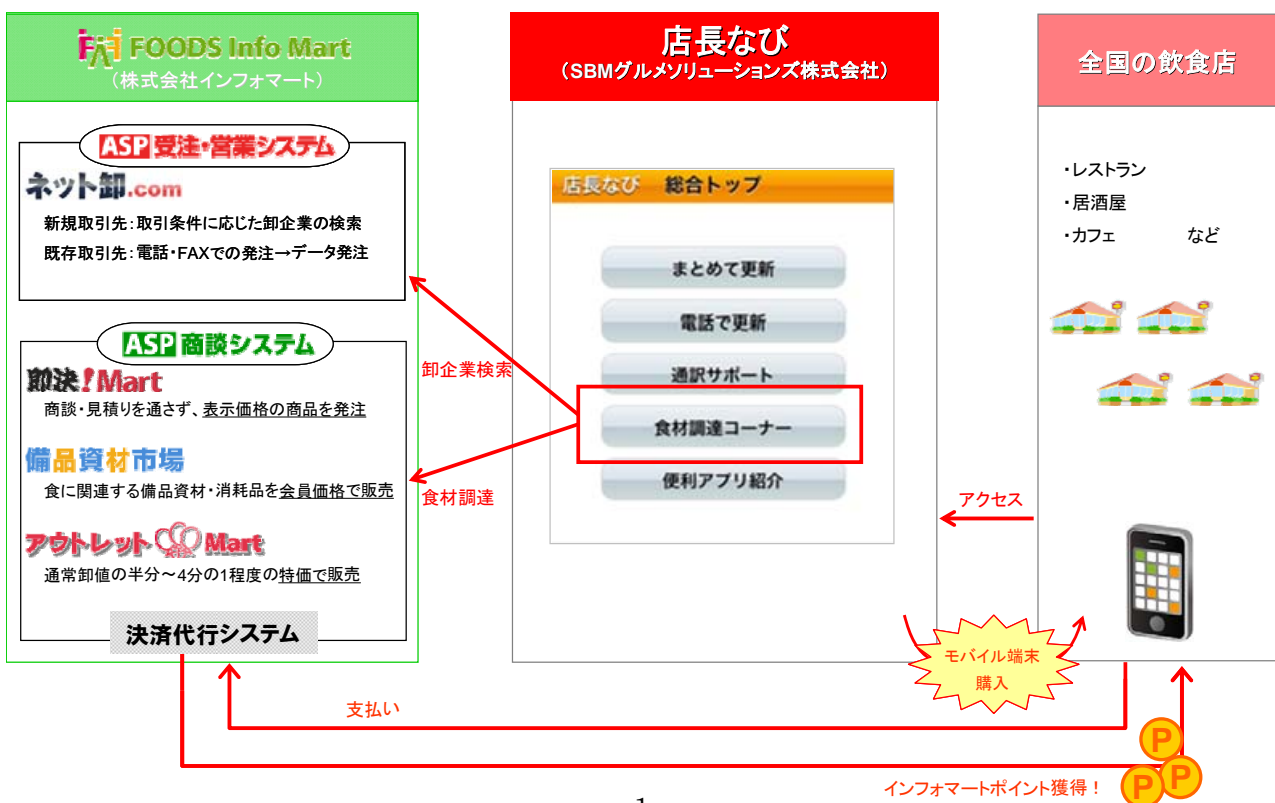 FOODS Info Mart
（株式会社インフォマート）
ASP 受注・営業システム
ネット卸.com
新規取引先：取引条件に応じた卸企業の検索
既存取引先：電話・FAXでの発注→データ発注
ASP 商談システム
即決！Mart
商談・見積りを通さず、表示価格の商品を発注
備品資材市場
食に関連する備品資材・消耗品を会員価格で販売
アウトレット Mart
通常卸値の半分～4分の1程度の特価で販売
決済代行システム
卸企業検索
食材調達
店長なび
（SBMグルメソリューションズ株式会社）
店長なび 総合トップ
まとめて更新
電話で更新
通訳サポート
食材調達コーナー
便利アプリ紹介
アクセス
全国の飲食店
・レストラン
・居酒屋
・カフェ など
モバイル端末
購入
支払い
インフォマートポイント獲得！
P
P
P
1